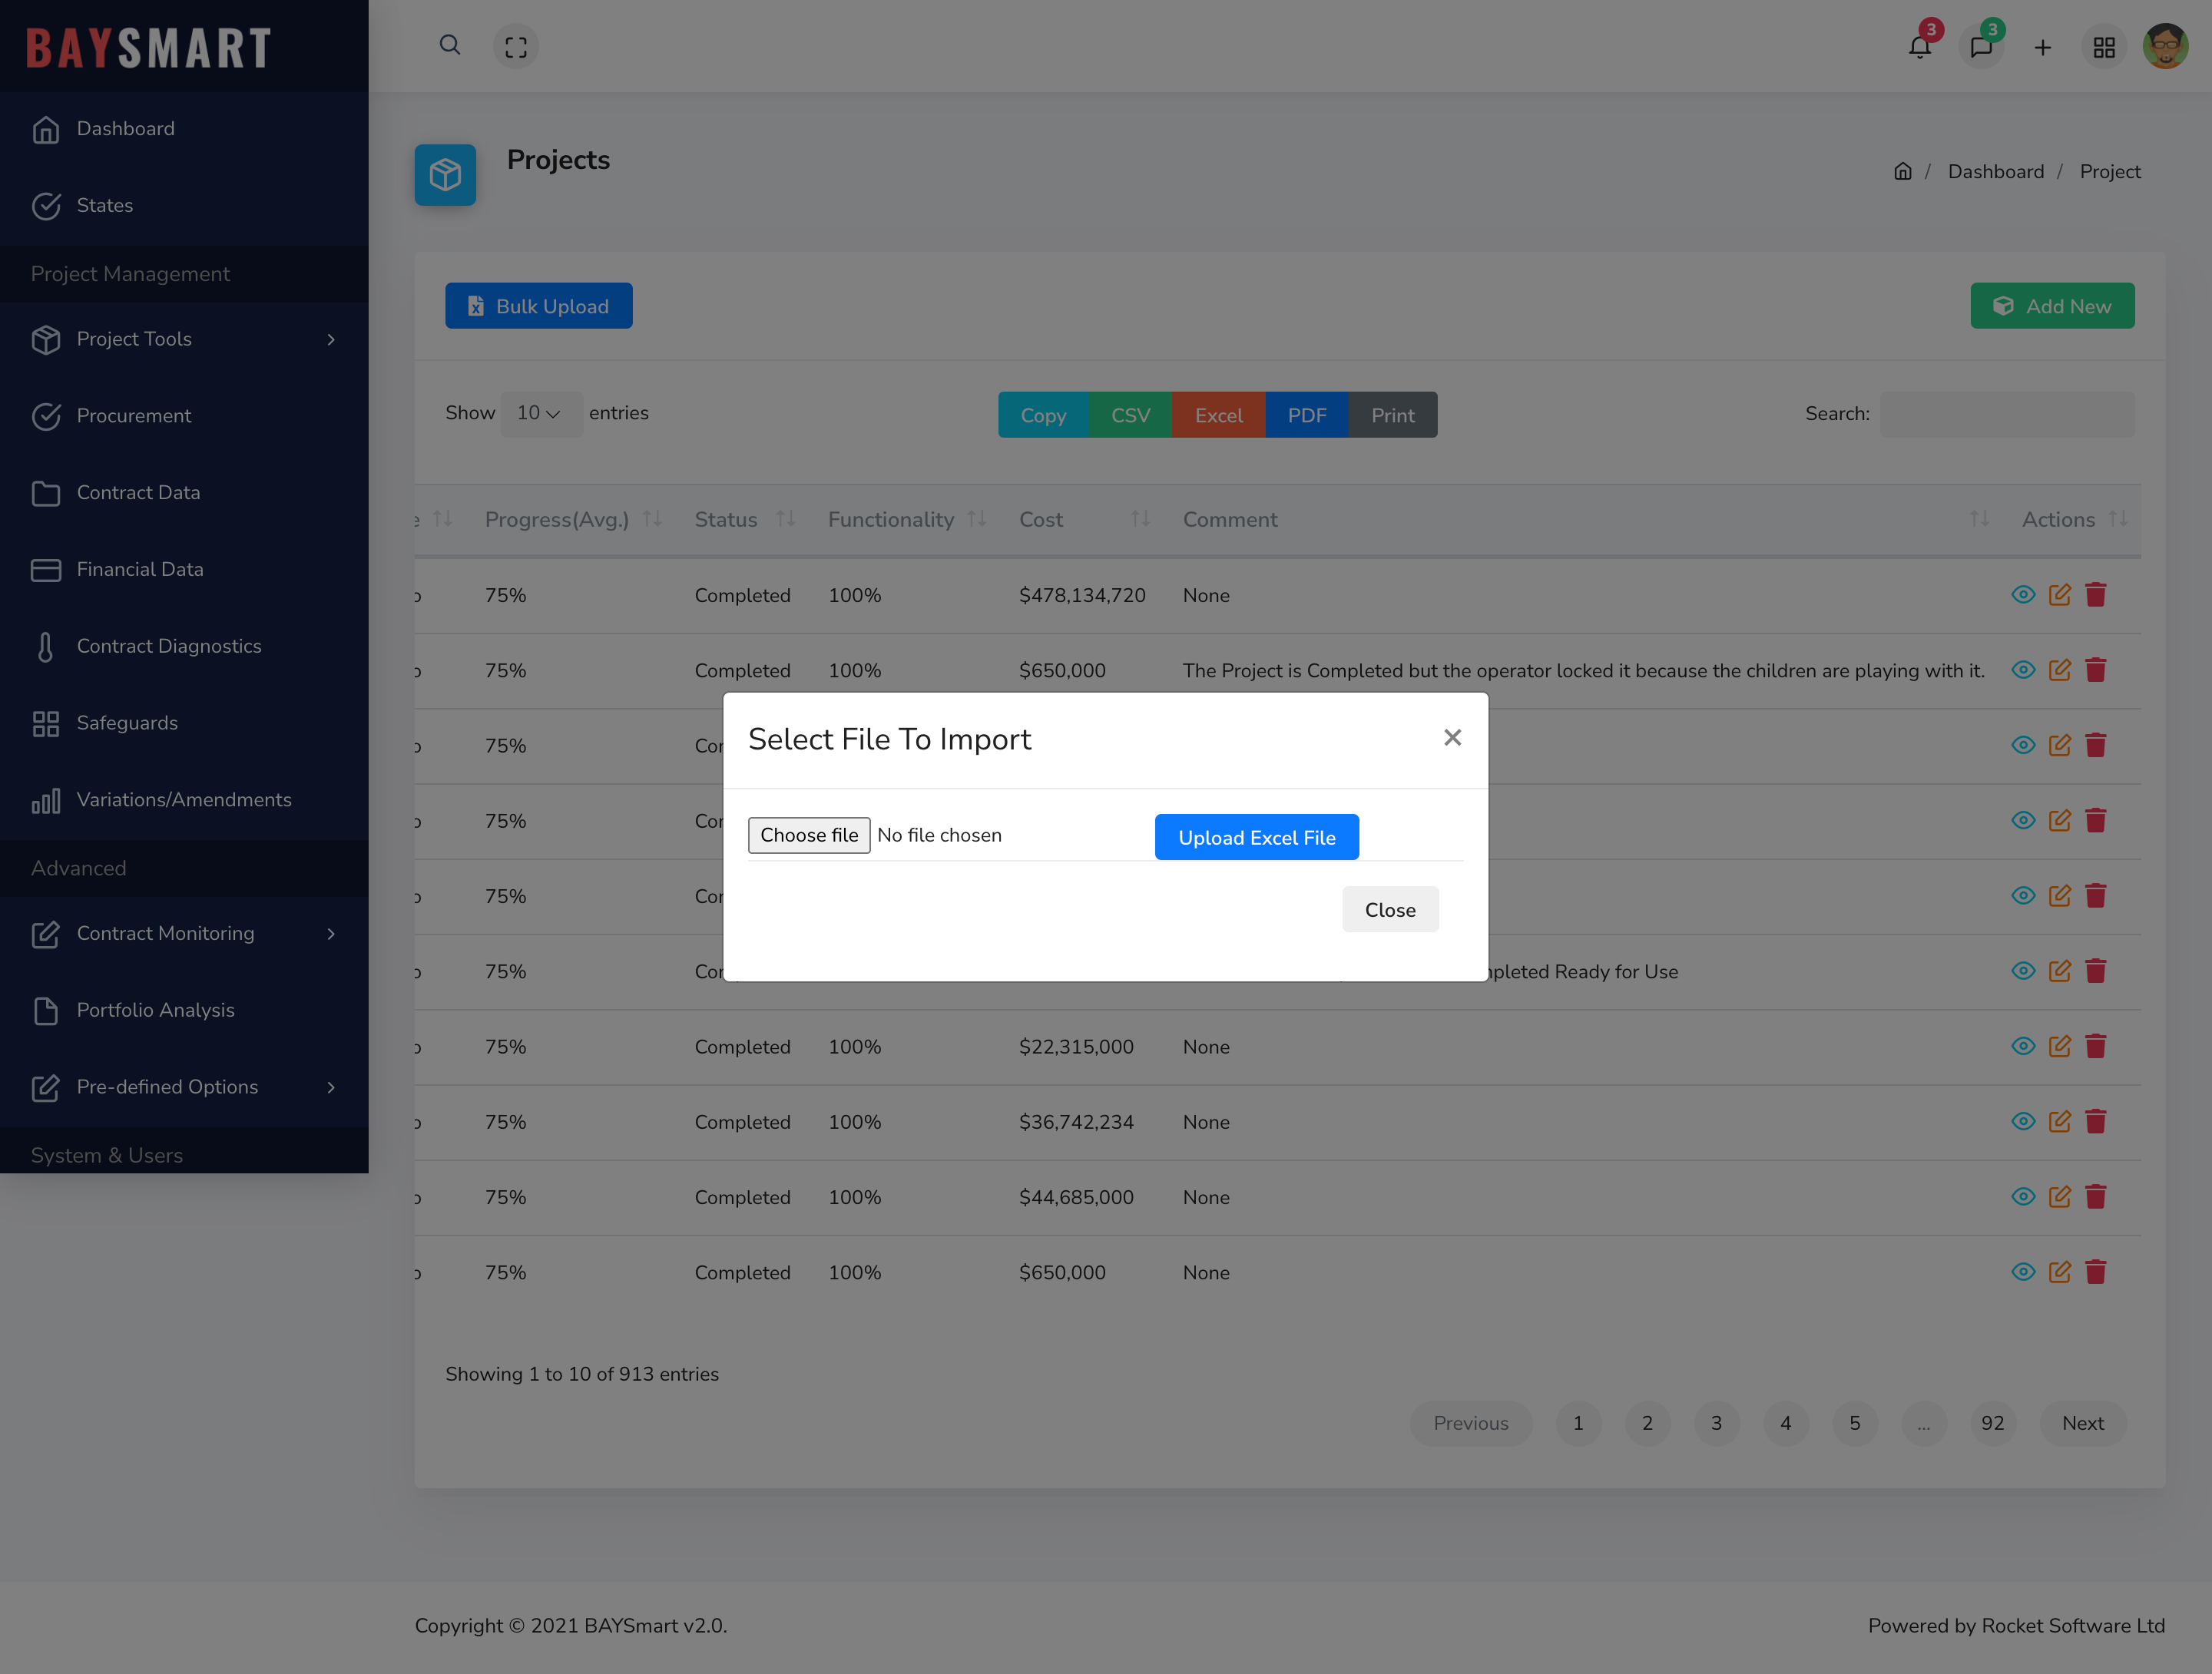 BAYSMART
3
3
Dashboard
Projects
Dashboard / Project
States
Project Management
Bulk Upload
Add New
Project Tools
Procurement
Show 10 entries
Copy CSV Excel PDF Print
Search:
Contract Data
Progress(Avg.) Status Functionality Cost Comment Actions
Financial Data
75% Completed 100% $478,134,720 None
Contract Diagnostics
75% Completed 100% $650,000 The Project is Completed but the operator locked it because the children are playing with it.
Safeguards
75%
Select File To Import
Variations/Amendments
75%
Choose file No file chosen
Upload Excel File
Advanced
75%
Close
Contract Monitoring
75% Ready for Use
Portfolio Analysis
75% Completed 100% $22,315,000 None
Pre-defined Options
75% Completed 100% $36,742,234 None
System & Users
75% Completed 100% $44,685,000 None
75% Completed 100% $650,000 None
Showing 1 to 10 of 913 entries
Previous 1 2 3 4 5 ... 92 Next
Copyright © 2021 BAYSmart v2.0.
Powered by Rocket Software Ltd